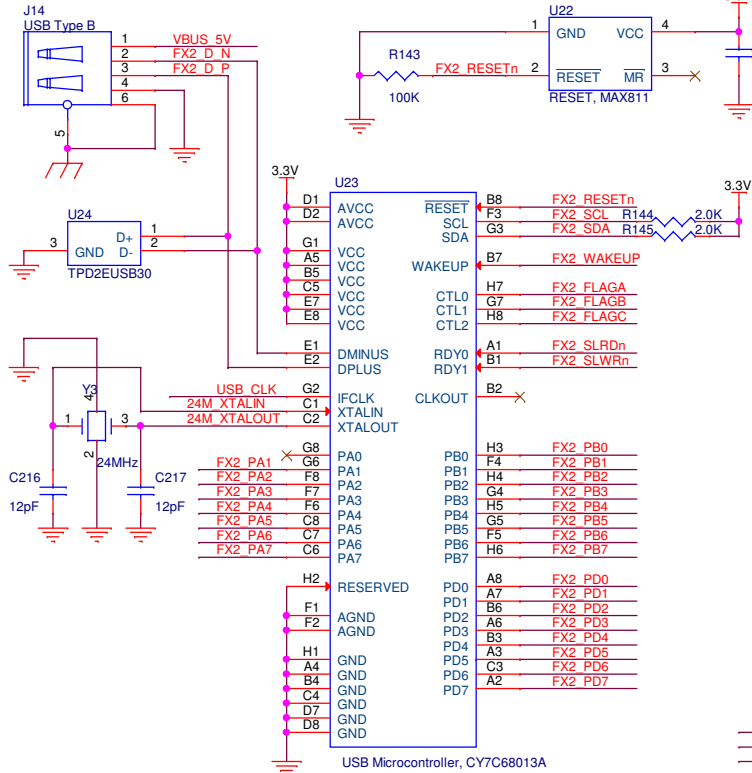 J14
USB Type B
1 VBUS_5V
2 FX2_D_N
3 FX2_D_P
4
6
5
U22
1 GND VCC 4
R143 FX2_RESETn 2 RESET MR 3
100K
RESET, MAX811
U24
3 GND D+ 1
D- 2
TPD2EUSB30
3.3V
U23
D1 AVCC RESET B8 FX2_RESETn
D2 AVCC SCL F3 FX2_SCL R144 2.0K
SDA G3 FX2_SDA R145 2.0K
3.3V
G1 VCC
A5 VCC WAKEUP B7 FX2_WAKEUP
B5 VCC
C5 VCC CTL0 H7 FX2_FLAGA
E7 VCC CTL1 G7 FX2_FLAGB
E8 VCC CTL2 H8 FX2_FLAGC
E1 DMINUS RDY0 A1 FX2_SLRDn
E2 DPLUS RDY1 B1 FX2_SLWRn
USB_CLK G2 IFCLK CLKOUT B2
24M_XTALIN C1 XTALIN
24M_XTALOUT C2 XTALOUT
Y3
4
1 3
2
24MHz
C216 C217
12pF 12pF
G8 PA0 PB0 H3 FX2_PB0
FX2_PA1 G6 PA1 PB1 F4 FX2_PB1
FX2_PA2 F8 PA2 PB2 H4 FX2_PB2
FX2_PA3 F7 PA3 PB3 G4 FX2_PB3
FX2_PA4 F6 PA4 PB4 H5 FX2_PB4
FX2_PA5 C8 PA5 PB5 G5 FX2_PB5
FX2_PA6 C7 PA6 PB6 F5 FX2_PB6
FX2_PA7 C6 PA7 PB7 H6 FX2_PB7
H2 RESERVED PD0 A8 FX2_PD0
PD1 A7 FX2_PD1
F1 AGND PD2 B6 FX2_PD2
F2 AGND PD3 A6 FX2_PD3
PD4 B3 FX2_PD4
H1 GND PD5 A3 FX2_PD5
A4 GND PD6 C3 FX2_PD6
B4 GND PD7 A2 FX2_PD7
C4 GND
D7 GND
D8 GND
USB Microcontroller, CY7C68013A